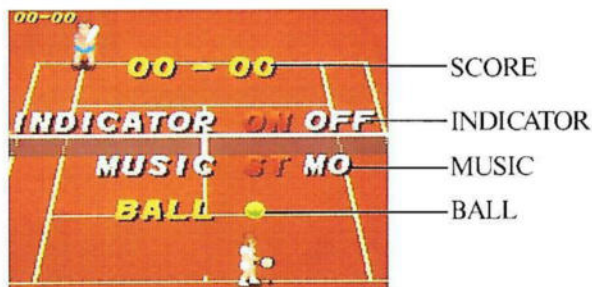 00-00
00 - 00 SCORE
INDICATOR ON OFF INDICATOR
MUSIC ST MO MUSIC
BALL BALL